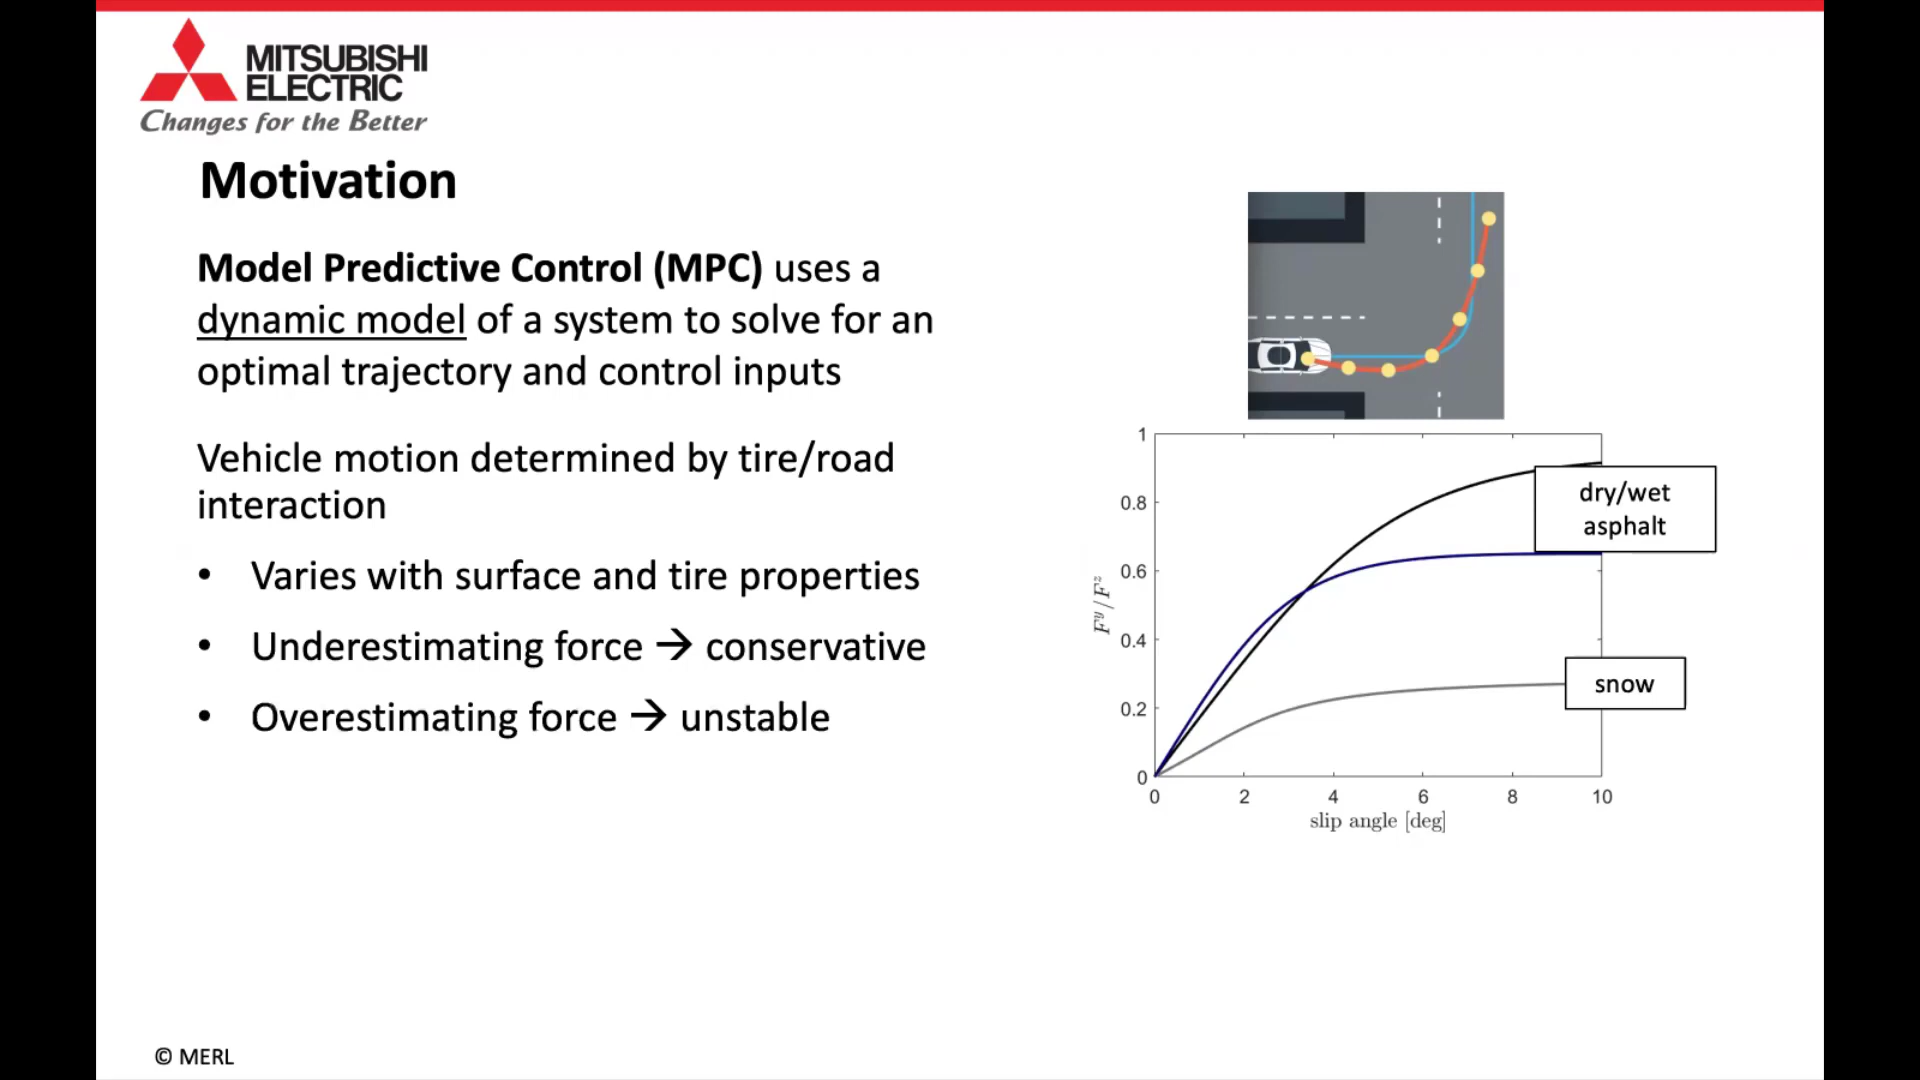 MITSUBISHI
ELECTRIC
Changes for the Better
Motivation
Model Predictive Control (MPC) uses a
dynamic model of a system to solve for an
optimal trajectory and control inputs
Vehicle motion determined by tire/road
interaction
• Varies with surface and tire properties
• Underestimating force → conservative
• Overestimating force → unstable
1
0.8
0.6
0.4
0.2
0
F^y/F^z
dry/wet
asphalt
snow
0 2 4 6 8 10
slip angle [deg]
© MERL